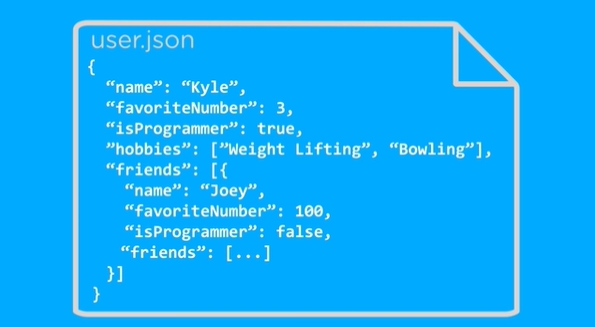 user.json
{
“name”: “Kyle”,
“favoriteNumber”: 3,
“isProgrammer”: true,
”hobbies”: [”Weight Lifting”, “Bowling”],
“friends”: [{
“name”: “Joey”,
“favoriteNumber”: 100,
“isProgrammer”: false,
“friends”: [...]
}]
}